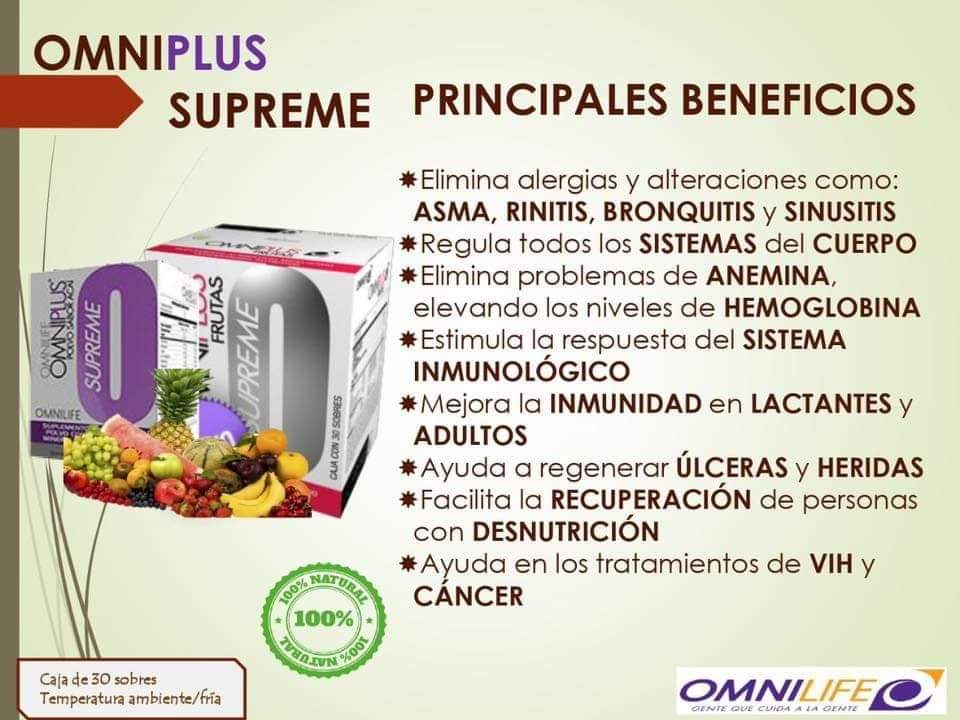 OMNIPLUS
SUPREME
PRINCIPALES BENEFICIOS
✷Elimina alergias y alteraciones como:
ASMA, RINITIS, BRONQUITIS y SINUSITIS
✷Regula todos los SISTEMAS del CUERPO
✷Elimina problemas de ANEMINA,
elevando los niveles de HEMOGLOBINA
✷Estimula la respuesta del SISTEMA
INMUNOLÓGICO
✷Mejora la INMUNIDAD en LACTANTES y
ADULTOS
✷Ayuda a regenerar ÚLCERAS y HERIDAS
✷Facilita la RECUPERACIÓN de personas
con DESNUTRICIÓN
✷Ayuda en los tratamientos de VIH y
CÁNCER
OMNIPLUS
FRUTAS
SUPREME
CAJA CON 30 SOBRES
OMNILIFE
OMNIPLUS
SUPREME
OMNILIFE
100% NATURAL
100%
100% NATURAL
Caja de 30 sobres
Temperatura ambiente/fría
OMNILIFE
GENTE QUE CUIDA A LA GENTE